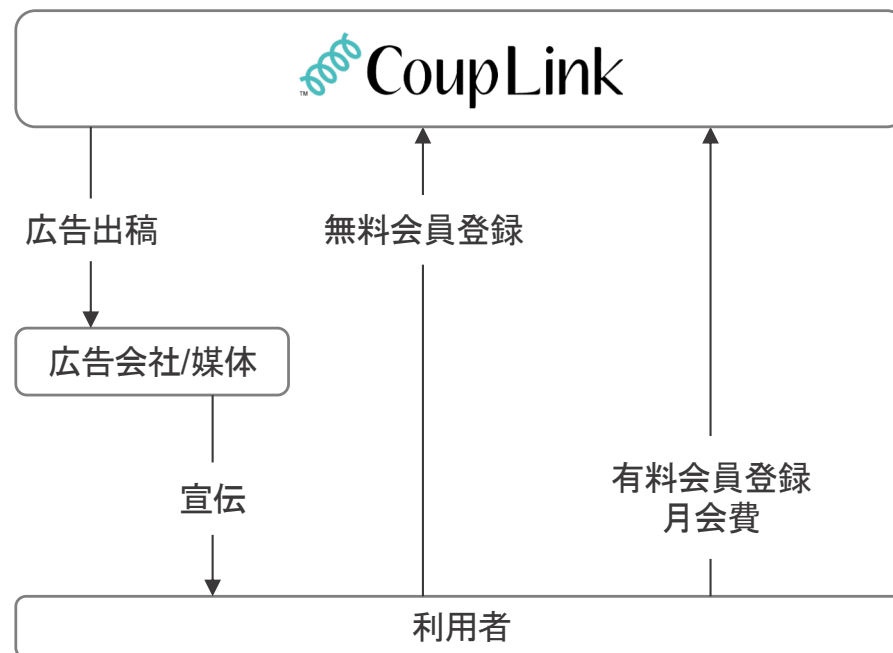 CoupLink
TM
広告出稿
無料会員登録
広告会社/媒体
宣伝
有料会員登録
月会費
利用者